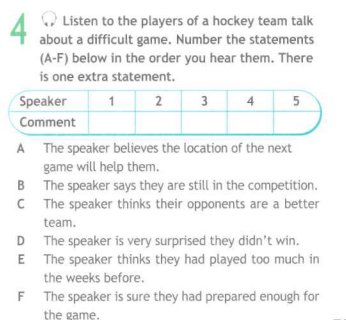 4 Listen to the players of a hockey team talk
about a difficult game. Number the statements
(A-F) below in the order you hear them. There
is one extra statement.
Speaker 1 2 3 4 5
Comment
A The speaker believes the location of the next
game will help them.
B The speaker says they are still in the competition.
C The speaker thinks their opponents are a better
team.
D The speaker is very surprised they didn't win.
E The speaker thinks they had played too much in
the weeks before.
F The speaker is sure they had prepared enough for
the game.